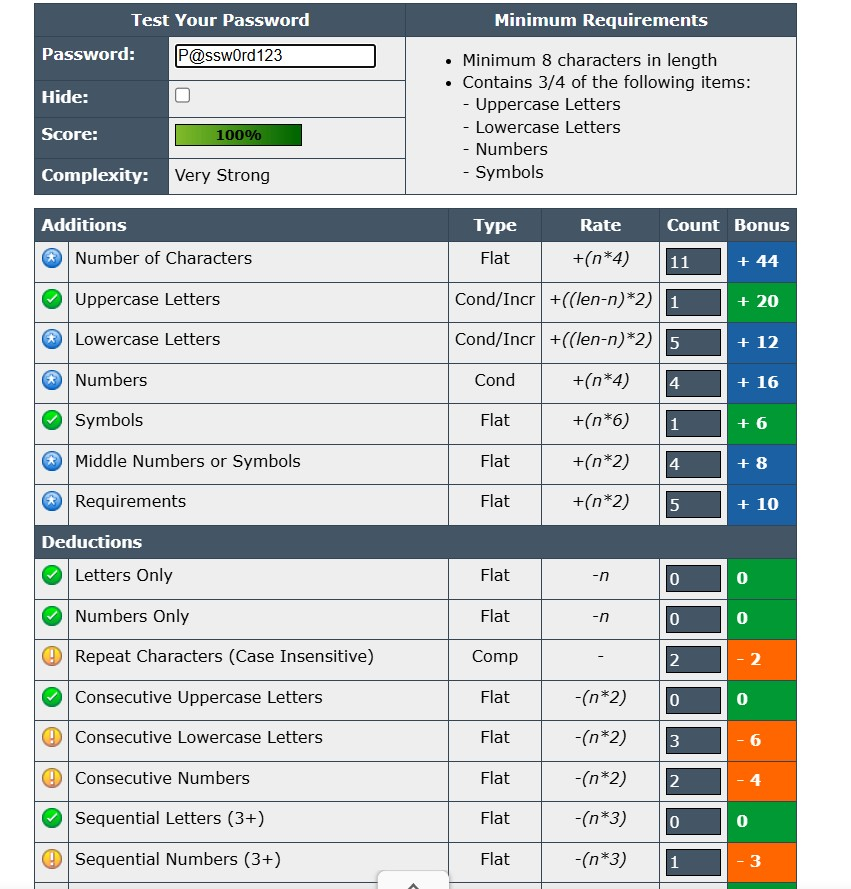 Test Your Password
Minimum Requirements
Password: P@ssw0rd123
Hide:
Score: 100%
Complexity: Very Strong
• Minimum 8 characters in length
• Contains 3/4 of the following items:
- Uppercase Letters
- Lowercase Letters
- Numbers
- Symbols
Additions Type Rate Count Bonus
Number of Characters Flat +(n*4) 11 + 44
Uppercase Letters Cond/Incr +((len-n)*2) 1 + 20
Lowercase Letters Cond/Incr +((len-n)*2) 5 + 12
Numbers Cond +(n*4) 4 + 16
Symbols Flat +(n*6) 1 + 6
Middle Numbers or Symbols Flat +(n*2) 4 + 8
Requirements Flat +(n*2) 5 + 10
Deductions
Letters Only Flat -n 0 0
Numbers Only Flat -n 0 0
Repeat Characters (Case Insensitive) Comp - 2 - 2
Consecutive Uppercase Letters Flat -(n*2) 0 0
Consecutive Lowercase Letters Flat -(n*2) 3 - 6
Consecutive Numbers Flat -(n*2) 2 - 4
Sequential Letters (3+) Flat -(n*3) 0 0
Sequential Numbers (3+) Flat -(n*3) 1 - 3